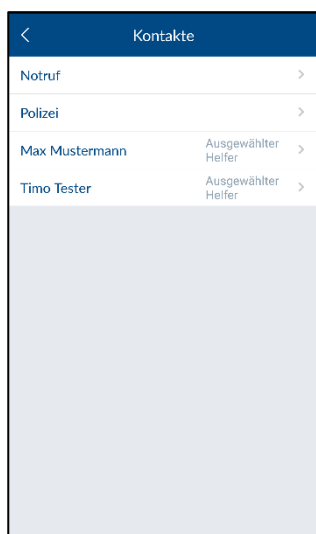 Kontakte
Notruf
Polizei
Max Mustermann
Ausgewählter
Helfer
Timo Tester
Ausgewählter
Helfer